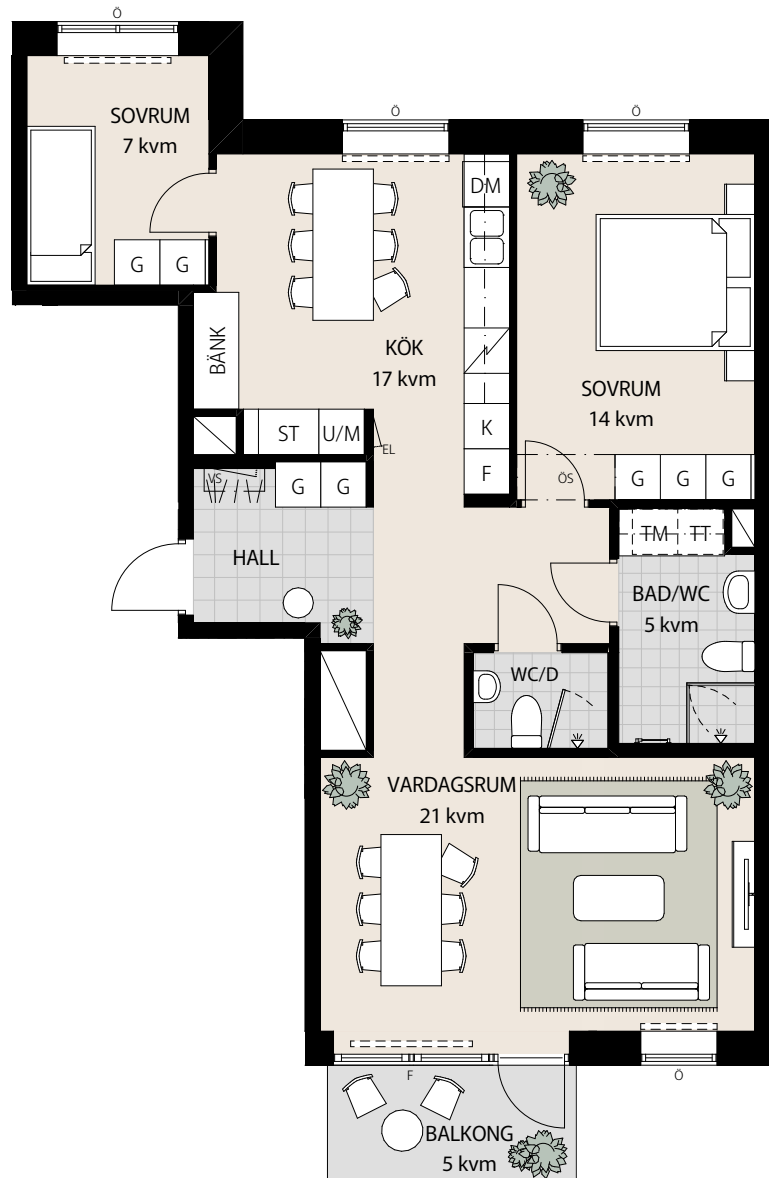 Ö
SOVRUM
7 kvm
G G
Ö
Ö
DM
BÄNK
KÖK
17 kvm
SOVRUM
14 kvm
ST U/M
EL
K
F
VS
G G
ÖS
G G G
HALL
TM TT
BAD/WC
5 kvm
WC/D
VARDAGSRUM
21 kvm
F
Ö
BALKONG
5 kvm